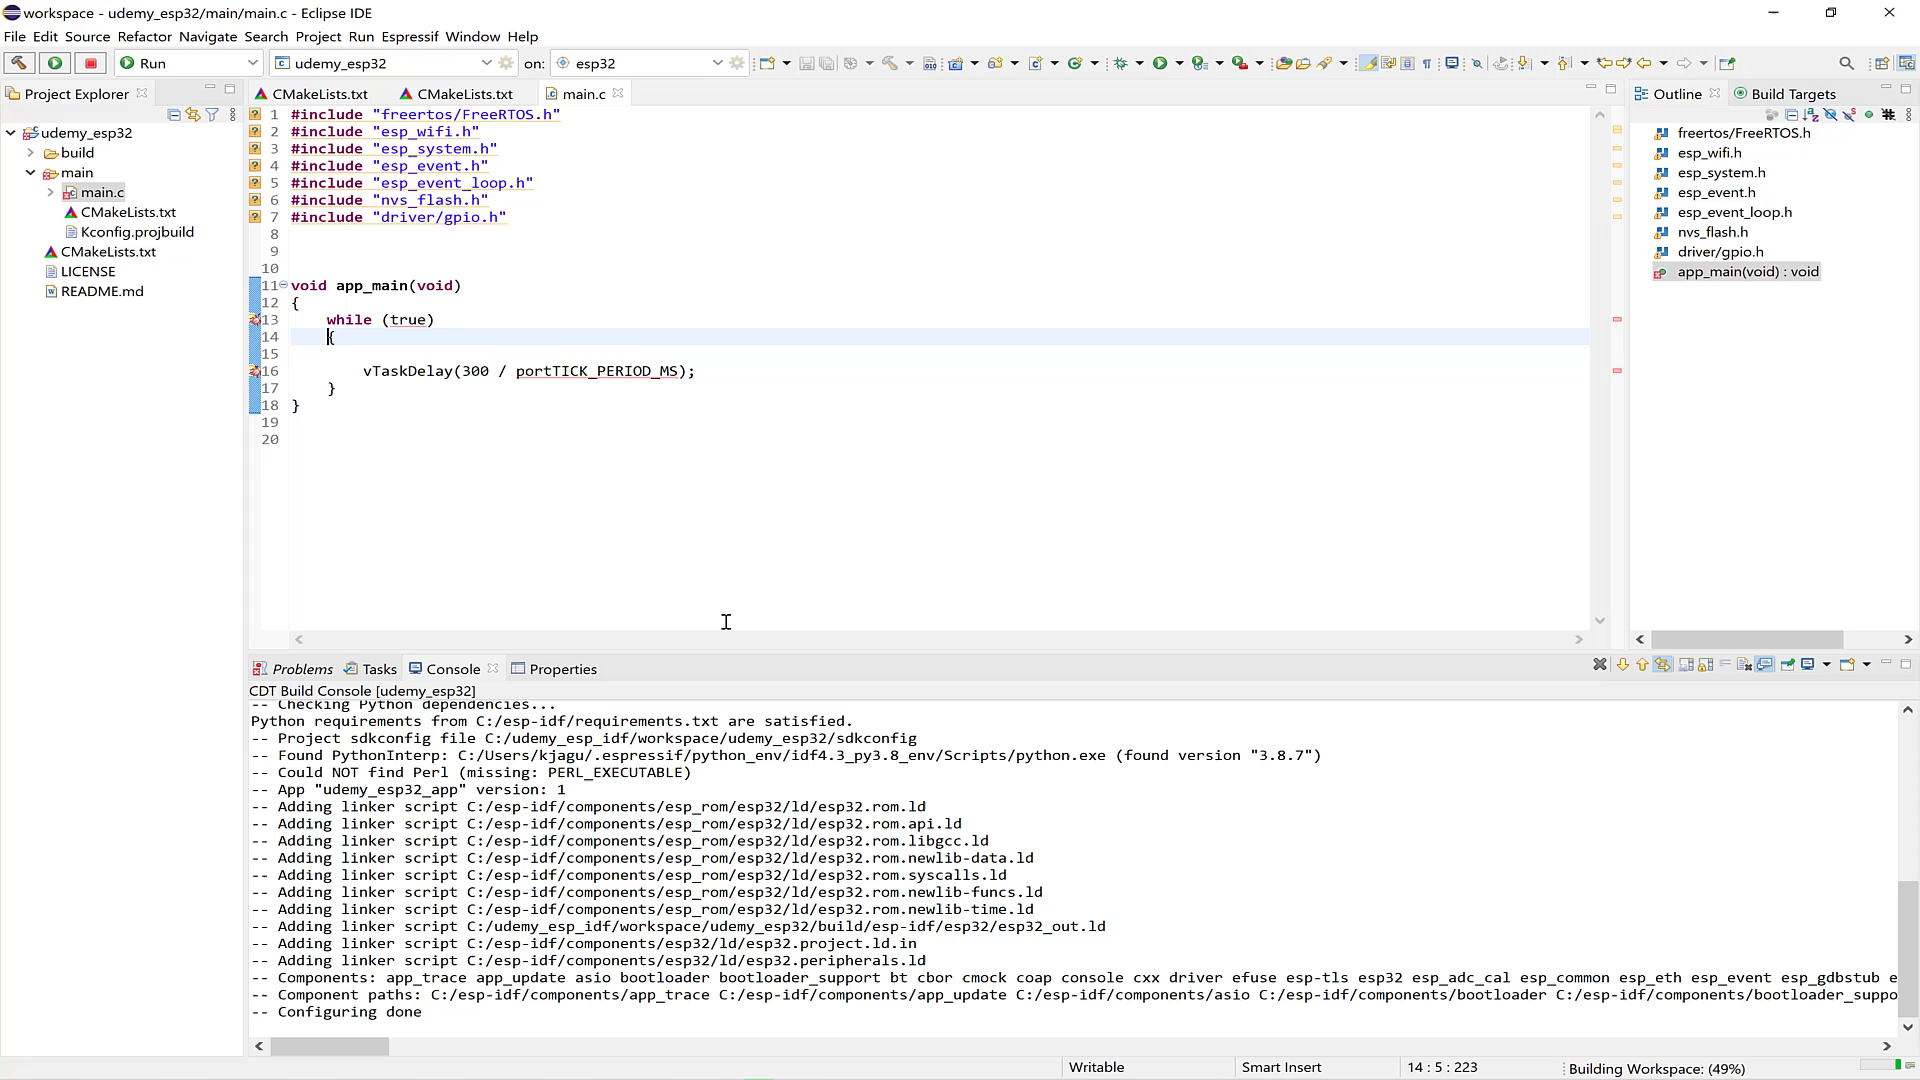 workspace - udemy_esp32/main/main.c - Eclipse IDE
File Edit Source Refactor Navigate Search Project Run Espressif Window Help
Run udemy_esp32 on: esp32
Project Explorer
udemy_esp32
build
main
main.c
CMakeLists.txt
Kconfig.projbuild
CMakeLists.txt
LICENSE
README.md
CMakeLists.txt CMakeLists.txt main.c
1 #include "freertos/FreeRTOS.h"
2 #include "esp_wifi.h"
3 #include "esp_system.h"
4 #include "esp_event.h"
5 #include "esp_event_loop.h"
6 #include "nvs_flash.h"
7 #include "driver/gpio.h"
8
9
10
11 void app_main(void)
12 {
13 while (true)
14 {
15
16 vTaskDelay(300 / portTICK_PERIOD_MS);
17 }
18 }
19
20
Outline Build Targets
freertos/FreeRTOS.h
esp_wifi.h
esp_system.h
esp_event.h
esp_event_loop.h
nvs_flash.h
driver/gpio.h
app_main(void) : void
Problems Tasks Console Properties
CDT Build Console [udemy_esp32]
-- Checking Python dependencies...
Python requirements from C:/esp-idf/requirements.txt are satisfied.
-- Project sdkconfig file C:/udemy_esp_idf/workspace/udemy_esp32/sdkconfig
-- Found PythonInterp: C:/Users/kjagu/.espressif/python_env/idf4.3_py3.8_env/Scripts/python.exe (found version "3.8.7")
-- Could NOT find Perl (missing: PERL_EXECUTABLE)
-- App "udemy_esp32_app" version: 1
-- Adding linker script C:/esp-idf/components/esp_rom/esp32/ld/esp32.rom.ld
-- Adding linker script C:/esp-idf/components/esp_rom/esp32/ld/esp32.rom.api.ld
-- Adding linker script C:/esp-idf/components/esp_rom/esp32/ld/esp32.rom.libgcc.ld
-- Adding linker script C:/esp-idf/components/esp_rom/esp32/ld/esp32.rom.newlib-data.ld
-- Adding linker script C:/esp-idf/components/esp_rom/esp32/ld/esp32.rom.syscalls.ld
-- Adding linker script C:/esp-idf/components/esp_rom/esp32/ld/esp32.rom.newlib-funcs.ld
-- Adding linker script C:/esp-idf/components/esp_rom/esp32/ld/esp32.rom.newlib-time.ld
-- Adding linker script C:/udemy_esp_idf/workspace/udemy_esp32/build/esp-idf/esp32/esp32_out.ld
-- Adding linker script C:/esp-idf/components/esp32/ld/esp32.project.ld.in
-- Adding linker script C:/esp-idf/components/esp32/ld/esp32.peripherals.ld
-- Components: app_trace app_update asio bootloader bootloader_support bt cbor cmock coap console cxx driver efuse esp-tls esp32 esp_adc_cal esp_common esp_eth esp_event esp_gdbstub e
-- Component paths: C:/esp-idf/components/app_trace C:/esp-idf/components/app_update C:/esp-idf/components/asio C:/esp-idf/components/bootloader C:/esp-idf/components/bootloader_suppo
-- Configuring done
Writable Smart Insert 14 : 5 : 223 Building Workspace: (49%)